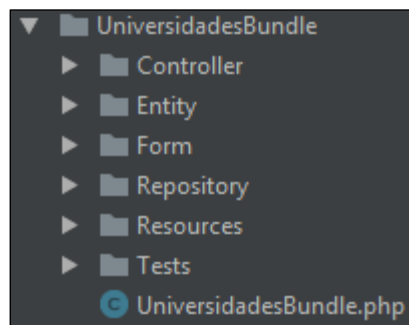 UniversidadesBundle
Controller
Entity
Form
Repository
Resources
Tests
C UniversidadesBundle.php